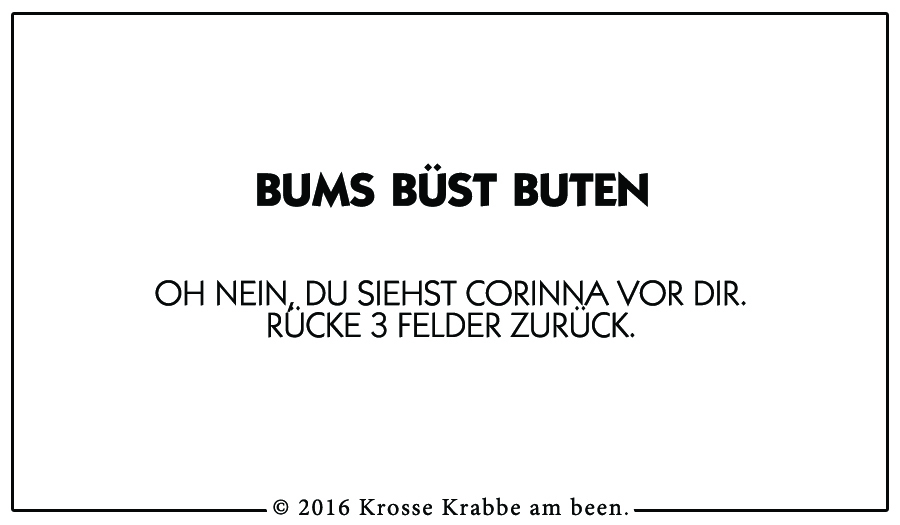 BUMS BÜST BUTEN
OH NEIN, DU SIEHST CORINNA VOR DIR.
RÜCKE 3 FELDER ZURÜCK.
© 2016 Krosse Krabbe am been.